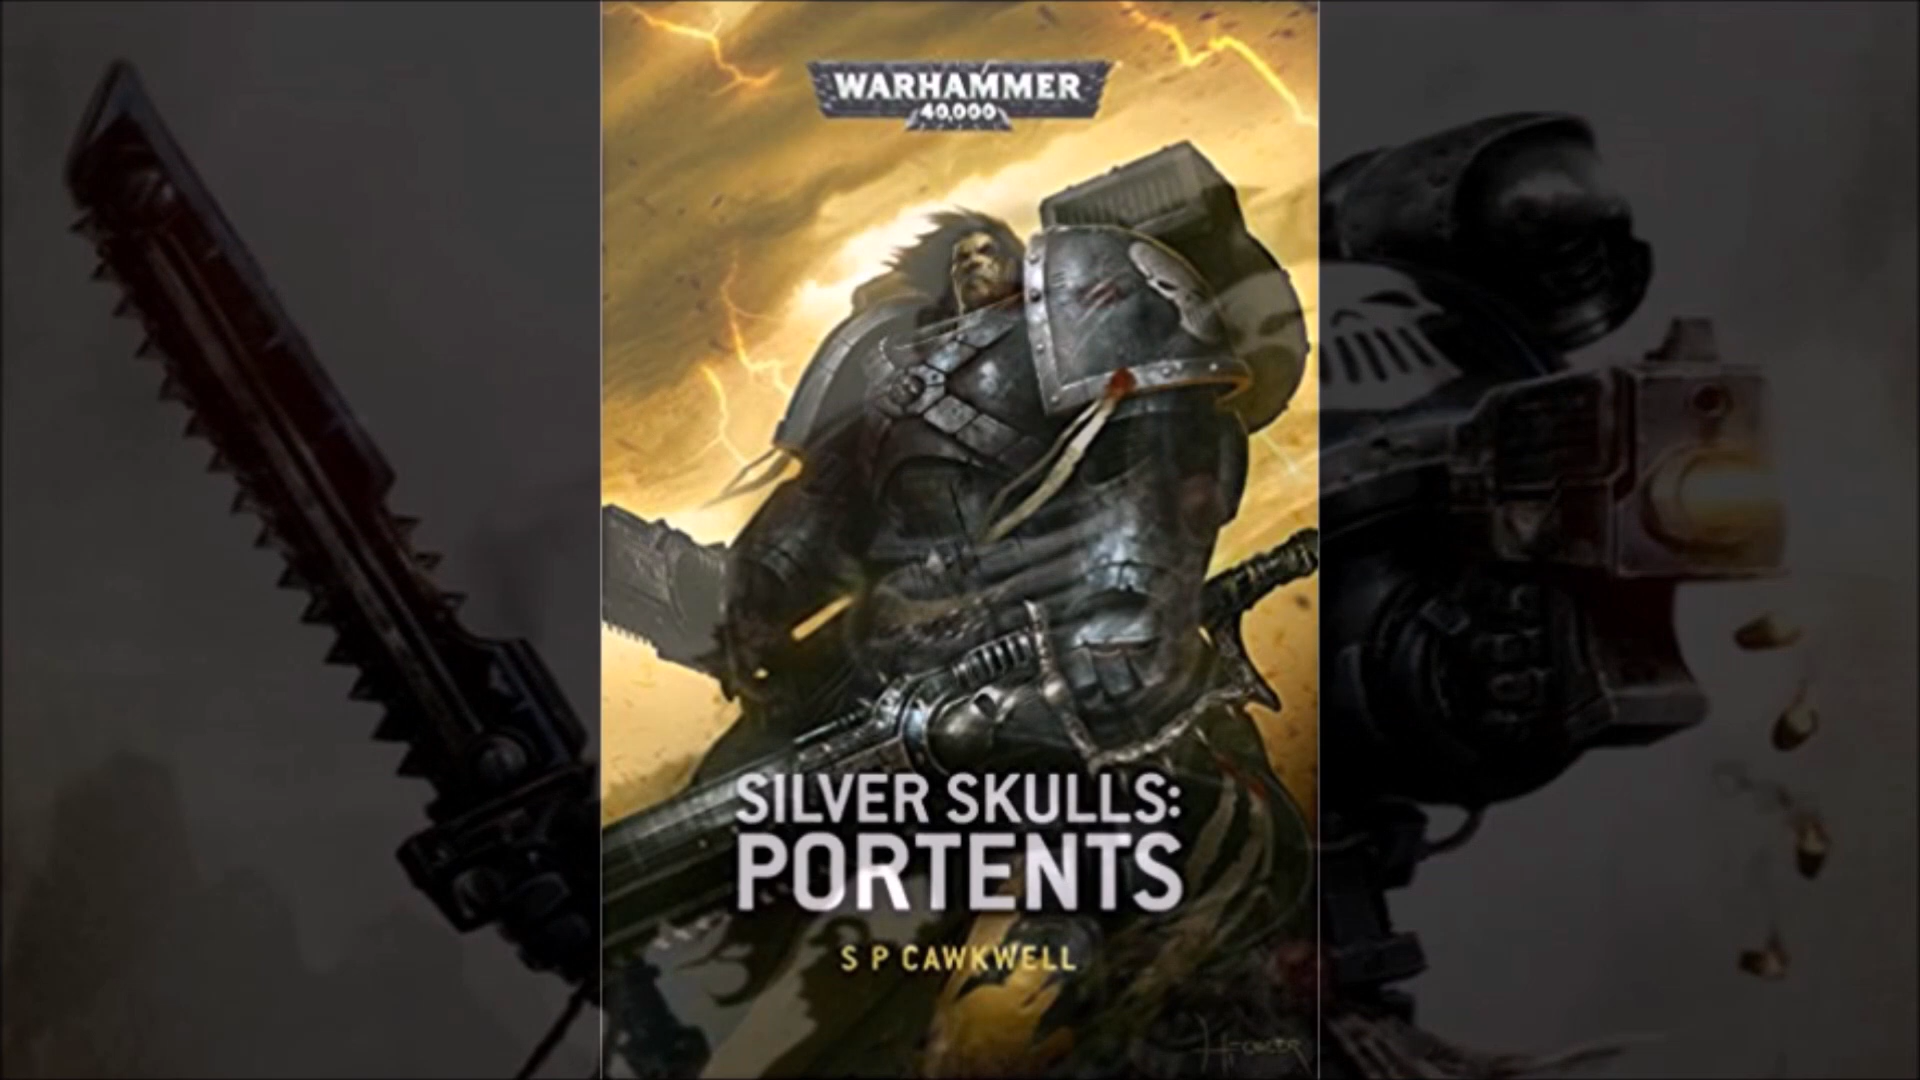 WARHAMMER
40,000
SILVER SKULLS:
PORTENTS
S P CAWKWELL